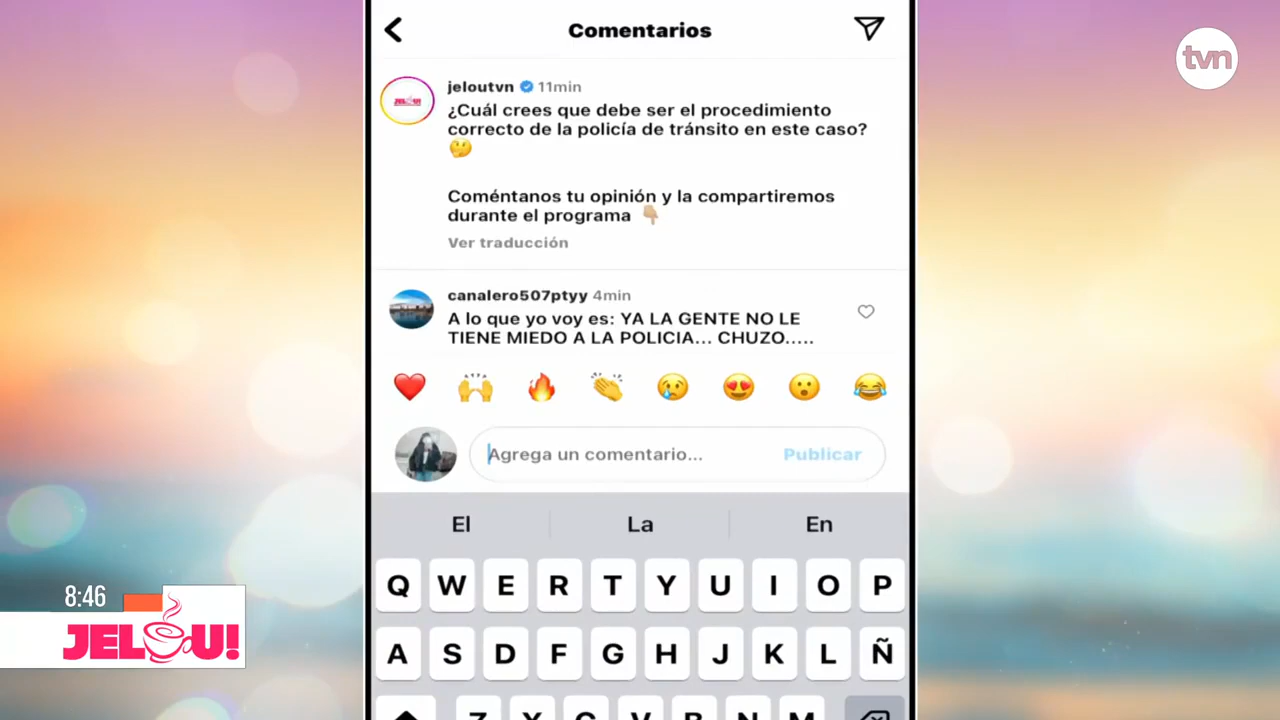 Comentarios
tvn
jeloutvn 11min
¿Cuál crees que debe ser el procedimiento
correcto de la policía de tránsito en este caso?
🤔
Coméntanos tu opinión y la compartiremos
durante el programa 👇🏼
Ver traducción
canalero507ptyy 4min
A lo que yo voy es: YA LA GENTE NO LE
TIENE MIEDO A LA POLICIA... CHUZO.....
❤️ 🙌 🔥 👏 😢 😍 😮 😂
Agrega un comentario... Publicar
El La En
Q W E R T Y U I O P
A S D F G H J K L Ñ
Z X C V B N M
8:46
JELOU!